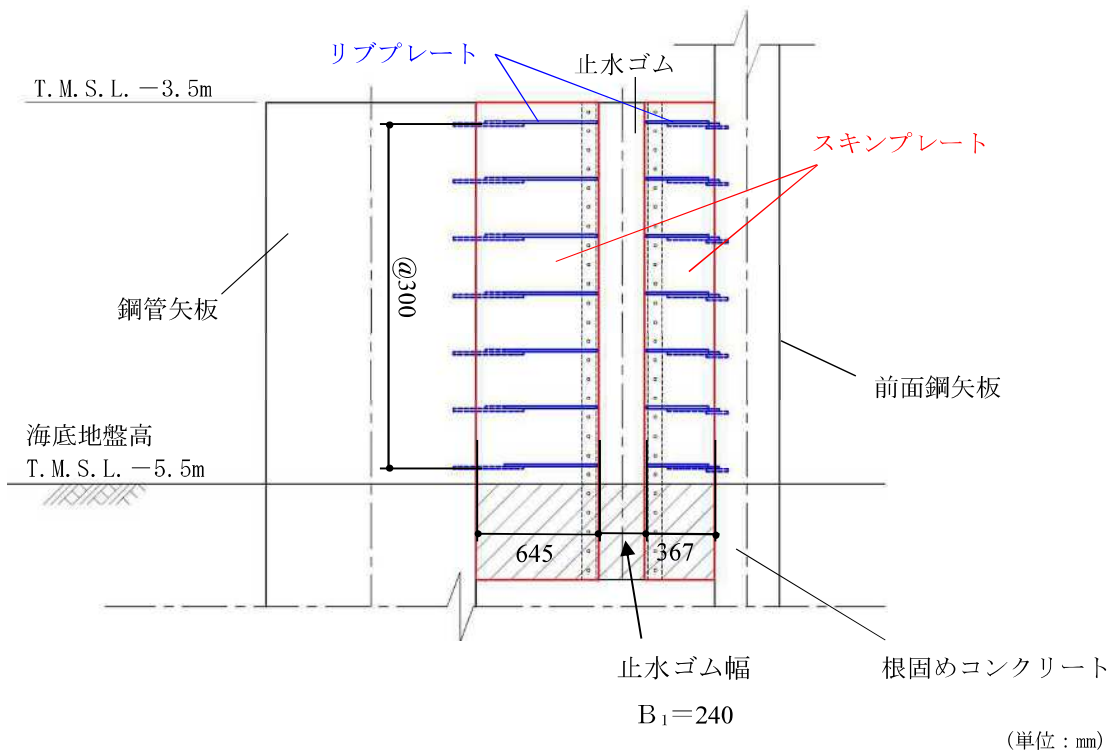 リブプレート
止水ゴム
T.M.S.L.－3.5m
スキンプレート
@300
鋼管矢板
前面鋼矢板
海底地盤高
T.M.S.L.－5.5m
645
367
止水ゴム幅
B₁＝240
根固めコンクリート
(単位：mm)